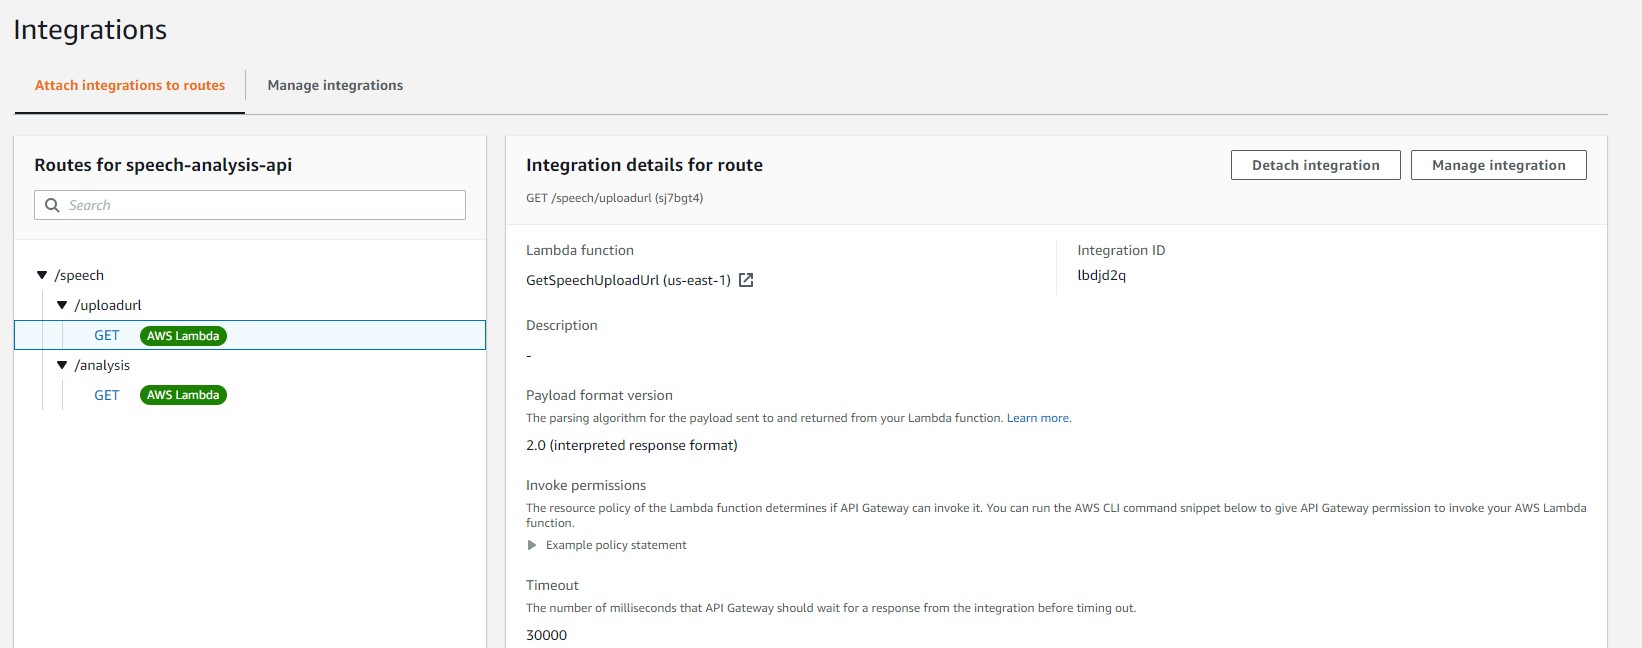 Integrations
Attach integrations to routes
Manage integrations
Routes for speech-analysis-api
Search
/speech
/uploadurl
GET AWS Lambda
/analysis
GET AWS Lambda
Integration details for route
Detach integration
Manage integration
GET /speech/uploadurl (sj7bgt4)
Lambda function
GetSpeechUploadUrl (us-east-1)
Integration ID
lbdjd2q
Description
-
Payload format version
The parsing algorithm for the payload sent to and returned from your Lambda function. Learn more.
2.0 (interpreted response format)
Invoke permissions
The resource policy of the Lambda function determines if API Gateway can invoke it. You can run the AWS CLI command snippet below to give API Gateway permission to invoke your AWS Lambda
function.
Example policy statement
Timeout
The number of milliseconds that API Gateway should wait for a response from the integration before timing out.
30000